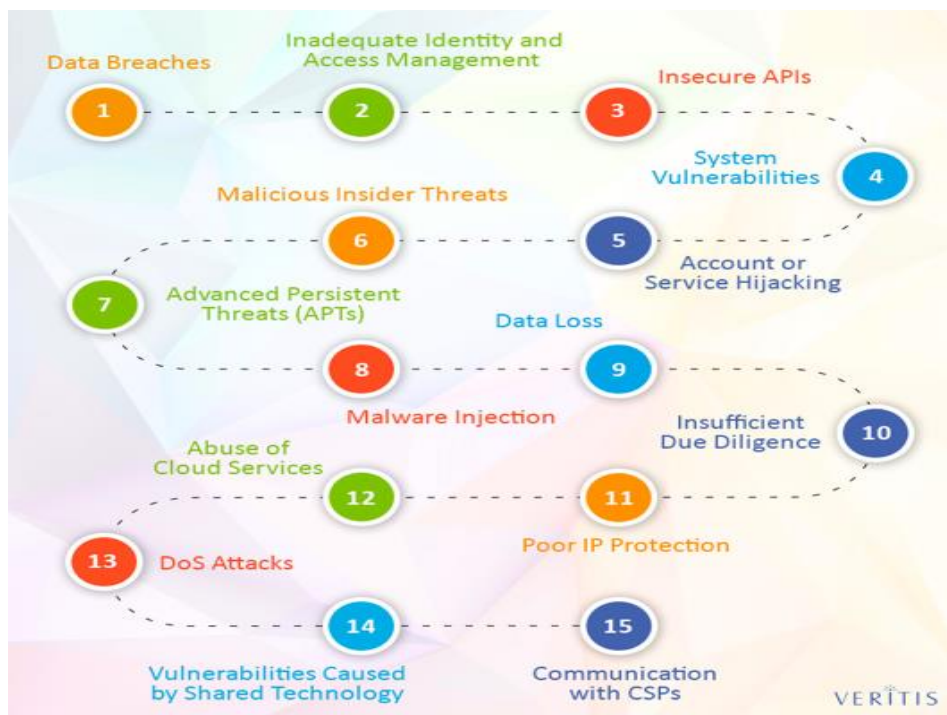 Data Breaches
1
Inadequate Identity and
Access Management
2
Insecure APIs
3
System
Vulnerabilities
4
Account or
Service Hijacking
5
Malicious Insider Threats
6
Advanced Persistent
Threats (APTs)
7
Malware Injection
8
Data Loss
9
Insufficient
Due Diligence
10
Poor IP Protection
11
Abuse of
Cloud Services
12
DoS Attacks
13
Vulnerabilities Caused
by Shared Technology
14
Communication
with CSPs
15
VERITIS